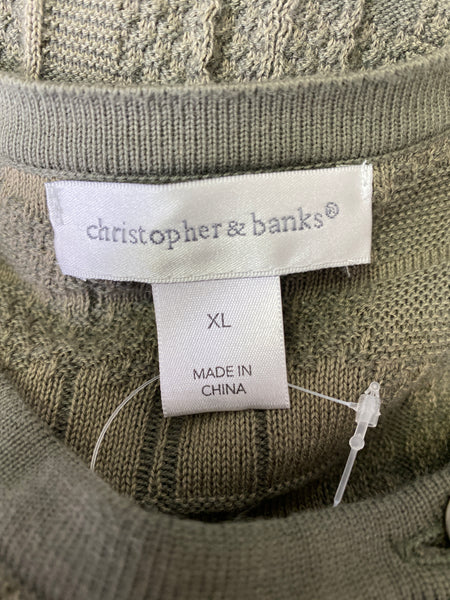 christopher & banks®
XL
MADE IN
CHINA